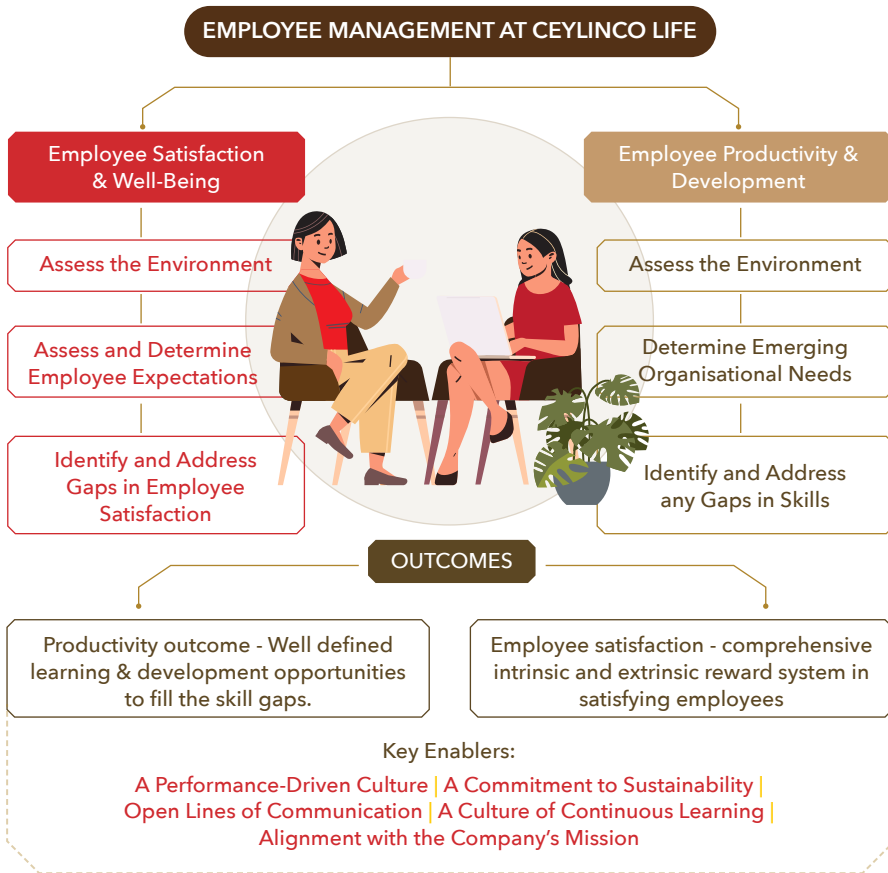 EMPLOYEE MANAGEMENT AT CEYLINCO LIFE
Employee Satisfaction
& Well-Being
Assess the Environment
Assess and Determine
Employee Expectations
Identify and Address
Gaps in Employee
Satisfaction
Employee Productivity &
Development
Assess the Environment
Determine Emerging
Organisational Needs
Identify and Address
any Gaps in Skills
OUTCOMES
Productivity outcome - Well defined
learning & development opportunities
to fill the skill gaps.
Employee satisfaction - comprehensive
intrinsic and extrinsic reward system in
satisfying employees
Key Enablers:
A Performance-Driven Culture | A Commitment to Sustainability |
Open Lines of Communication | A Culture of Continuous Learning |
Alignment with the Company’s Mission